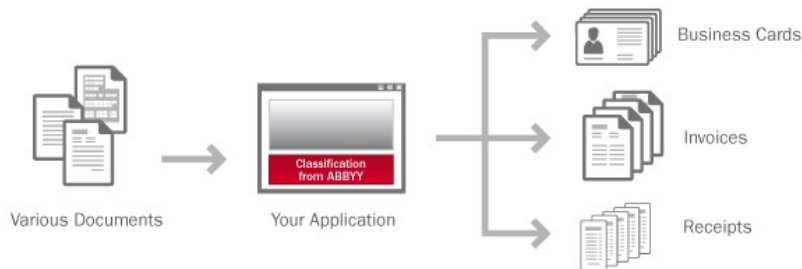 Business Cards
Classification
from ABBYY
Invoices
Various Documents
Your Application
Receipts